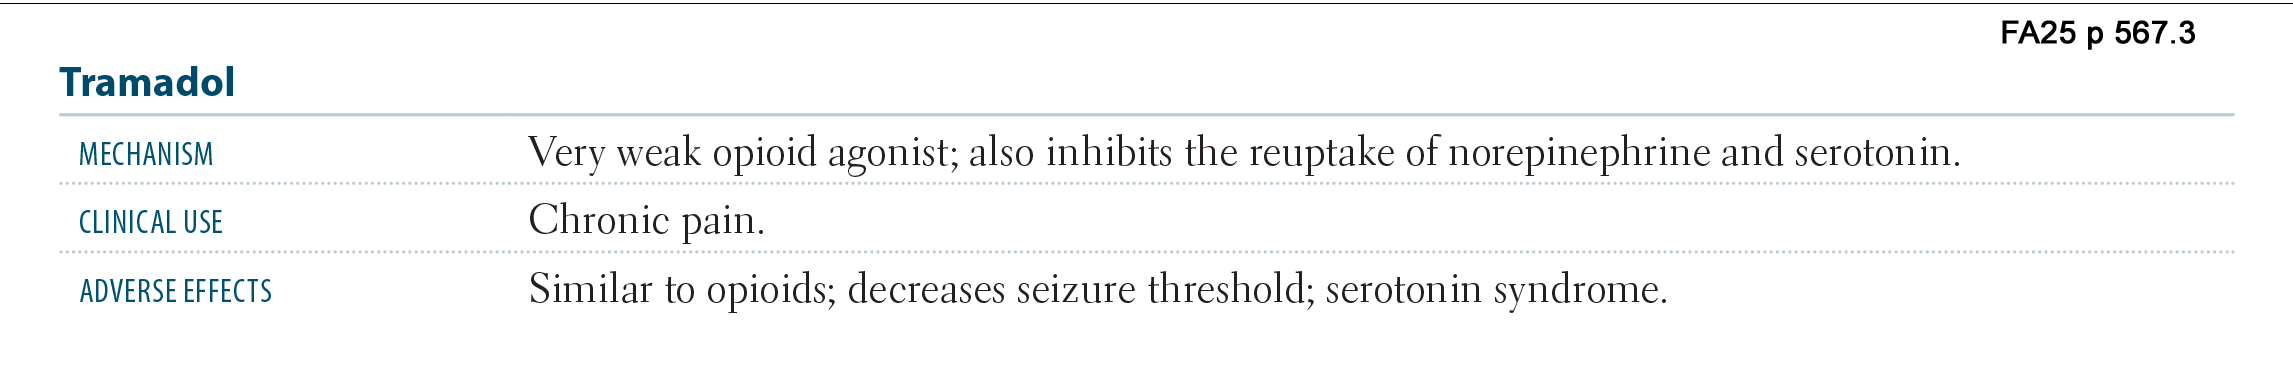 FA25 p 567.3
Tramadol
MECHANISM Very weak opioid agonist; also inhibits the reuptake of norepinephrine and serotonin.
CLINICAL USE Chronic pain.
ADVERSE EFFECTS Similar to opioids; decreases seizure threshold; serotonin syndrome.